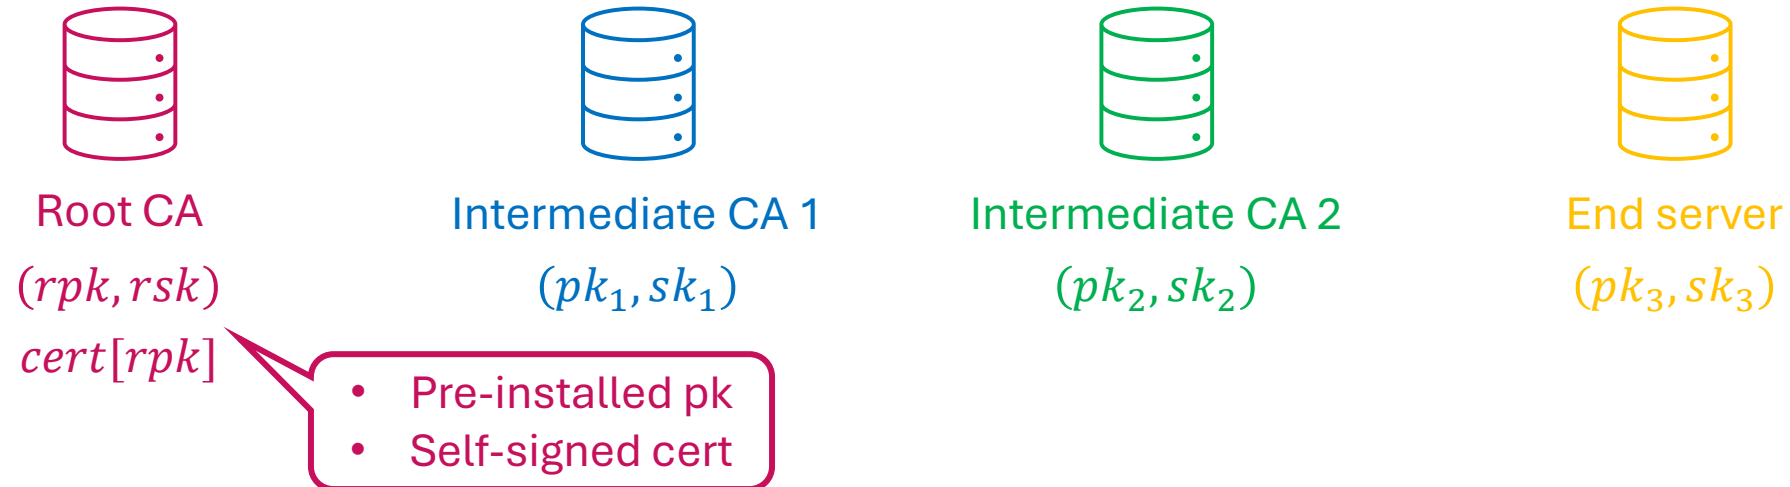 Root CA
Intermediate CA 1
Intermediate CA 2
End server
(rpk, rsk)
(pk₁, sk₁)
(pk₂, sk₂)
(pk₃, sk₃)
cert[rpk]
• Pre-installed pk
• Self-signed cert